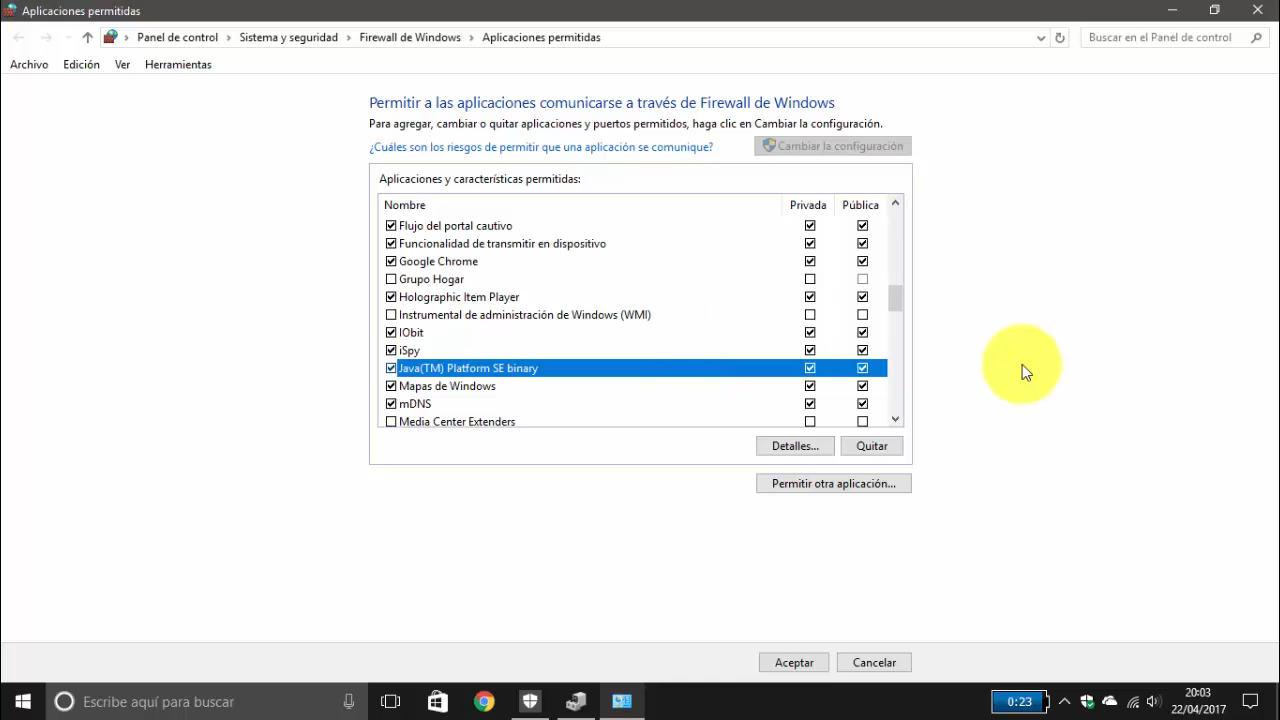 Aplicaciones permitidas
Panel de control › Sistema y seguridad › Firewall de Windows › Aplicaciones permitidas
Buscar en el Panel de control
Archivo Edición Ver Herramientas
Permitir a las aplicaciones comunicarse a través de Firewall de Windows
Para agregar, cambiar o quitar aplicaciones y puertos permitidos, haga clic en Cambiar la configuración.
¿Cuáles son los riesgos de permitir que una aplicación se comunique?
Cambiar la configuración
Aplicaciones y características permitidas:
Nombre Privada Pública
Flujo del portal cautivo
Funcionalidad de transmitir en dispositivo
Google Chrome
Grupo Hogar
Holographic Item Player
Instrumental de administración de Windows (WMI)
IObit
iSpy
Java(TM) Platform SE binary
Mapas de Windows
mDNS
Media Center Extenders
Detalles... Quitar
Permitir otra aplicación...
Aceptar Cancelar
Escribe aquí para buscar
0:23
20:03
22/04/2017